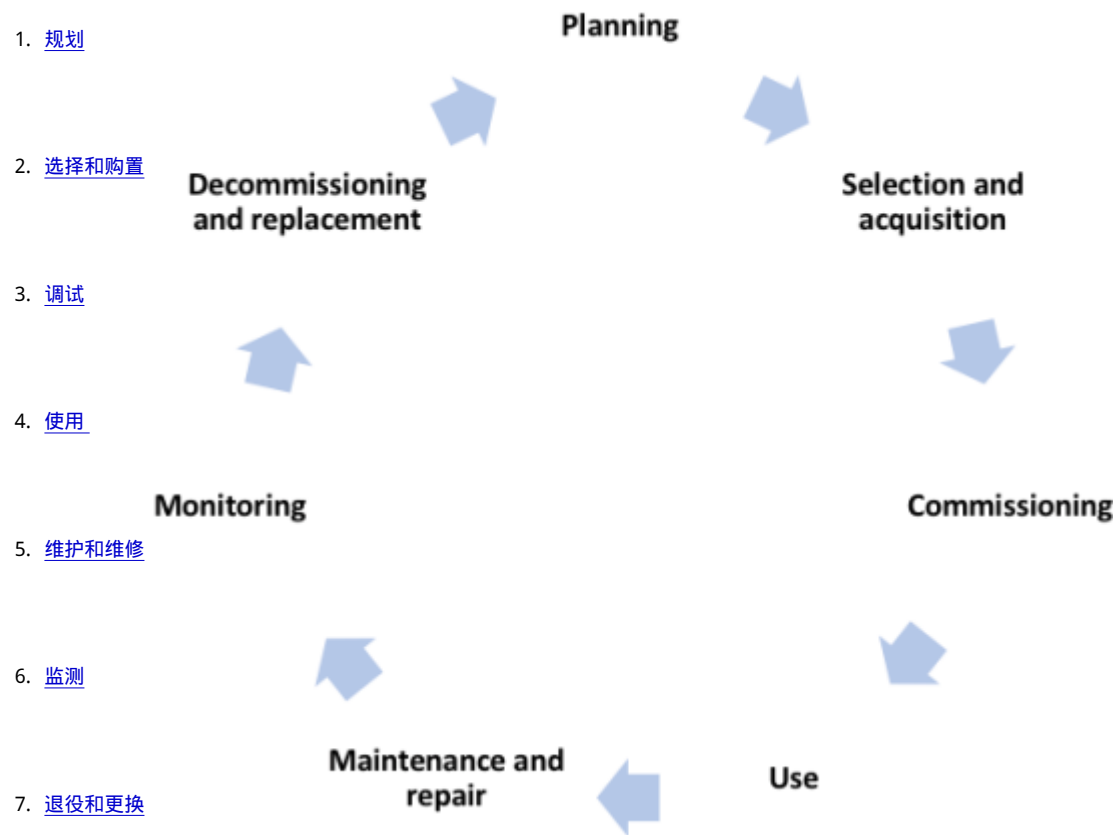 Planning
1. 规划
2. 选择和购置
Decommissioning
and replacement
Selection and
acquisition
3. 调试
4. 使用
Monitoring
Commissioning
5. 维护和维修
6. 监测
Maintenance and
repair
Use
7. 退役和更换